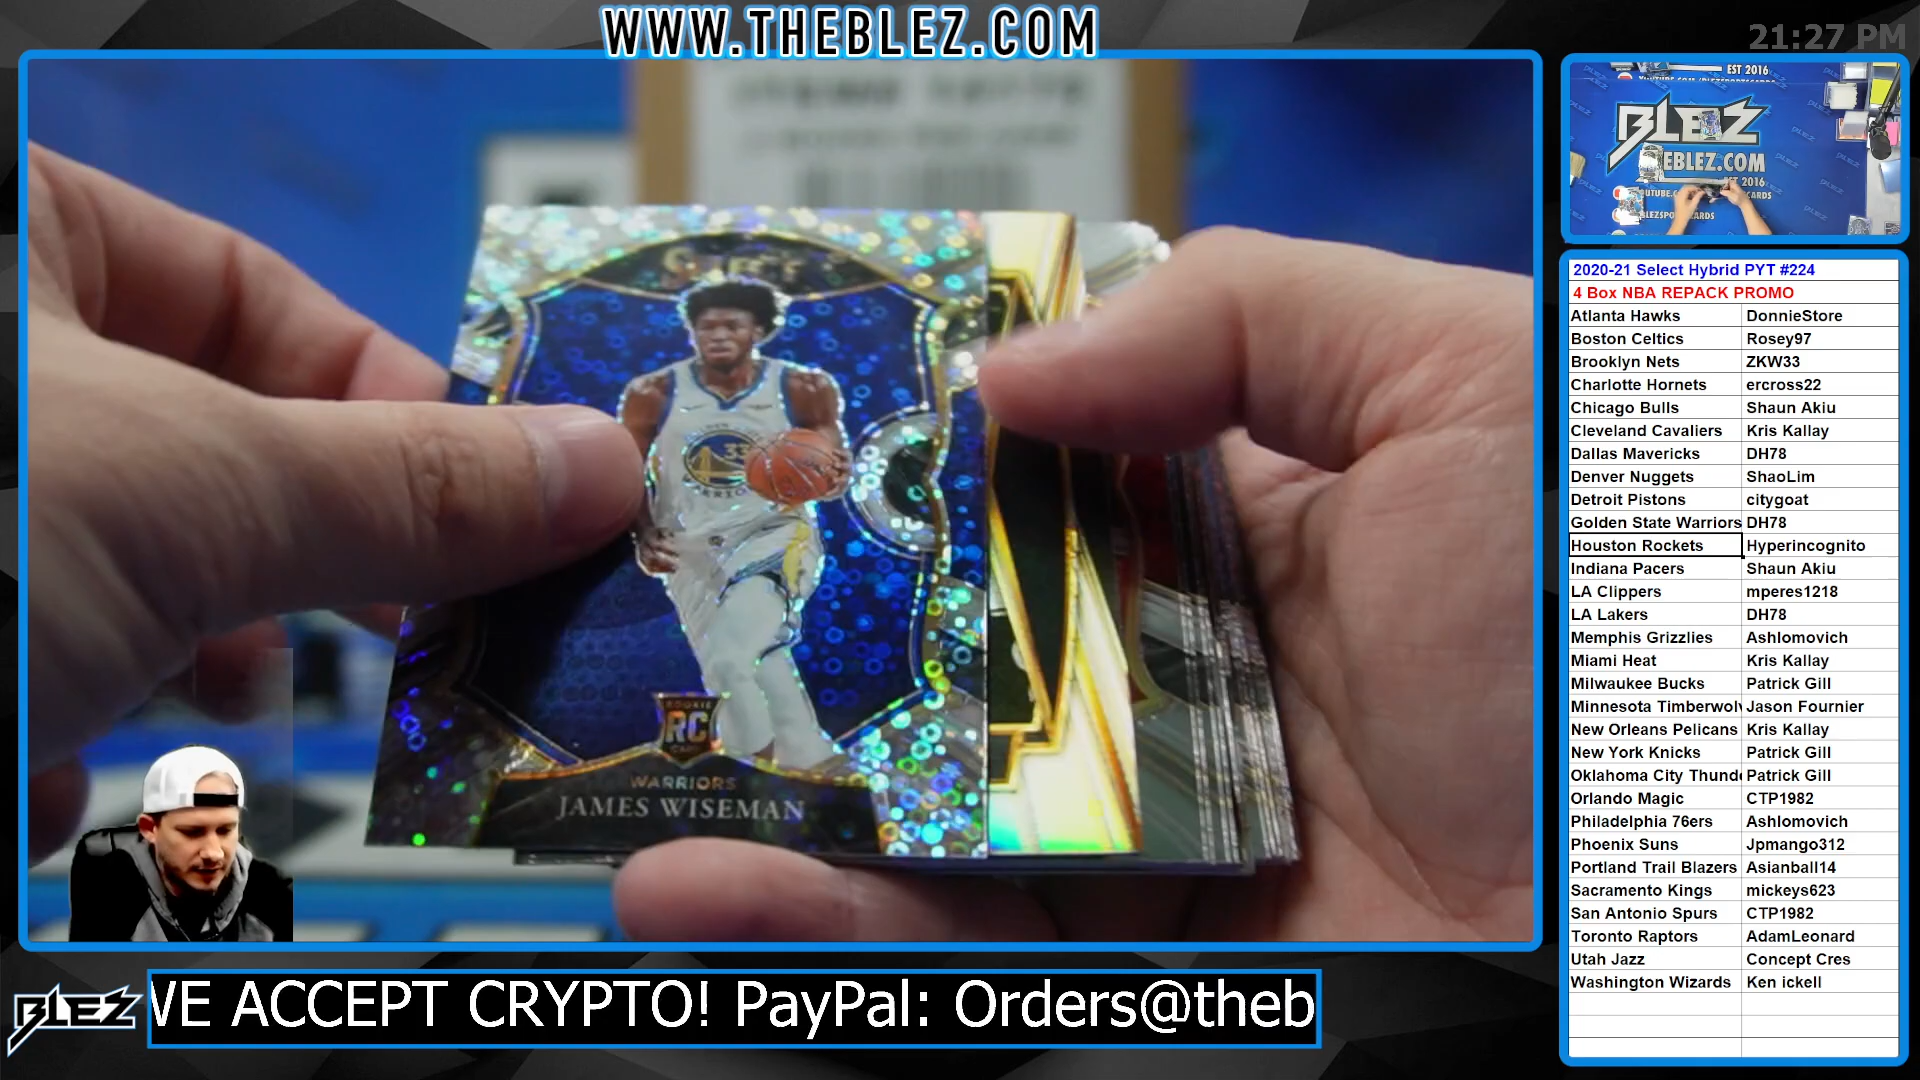 WWW.THEBLEZ.COM
21:27 PM
EST 2016
BLEZ
THEBLEZ.COM
EST 2016
33
RC
WARRIORS
JAMES WISEMAN
2020-21 Select Hybrid PYT #224
4 Box NBA REPACK PROMO
Atlanta Hawks DonnieStore
Boston Celtics Rosey97
Brooklyn Nets ZKW33
Charlotte Hornets ercross22
Chicago Bulls Shaun Akiu
Cleveland Cavaliers Kris Kallay
Dallas Mavericks DH78
Denver Nuggets ShaoLim
Detroit Pistons citygoat
Golden State Warriors DH78
Houston Rockets Hyperincognito
Indiana Pacers Shaun Akiu
LA Clippers mperes1218
LA Lakers DH78
Memphis Grizzlies Ashlomovich
Miami Heat Kris Kallay
Milwaukee Bucks Patrick Gill
Minnesota Timberwolv Jason Fournier
New Orleans Pelicans Kris Kallay
New York Knicks Patrick Gill
Oklahoma City Thund Patrick Gill
Orlando Magic CTP1982
Philadelphia 76ers Ashlomovich
Phoenix Suns Jpmango312
Portland Trail Blazers Asianball14
Sacramento Kings mickeys623
San Antonio Spurs CTP1982
Toronto Raptors AdamLeonard
Utah Jazz Concept Cres
Washington Wizards Ken ickell
BLEZ
WE ACCEPT CRYPTO! PayPal: Orders@theb